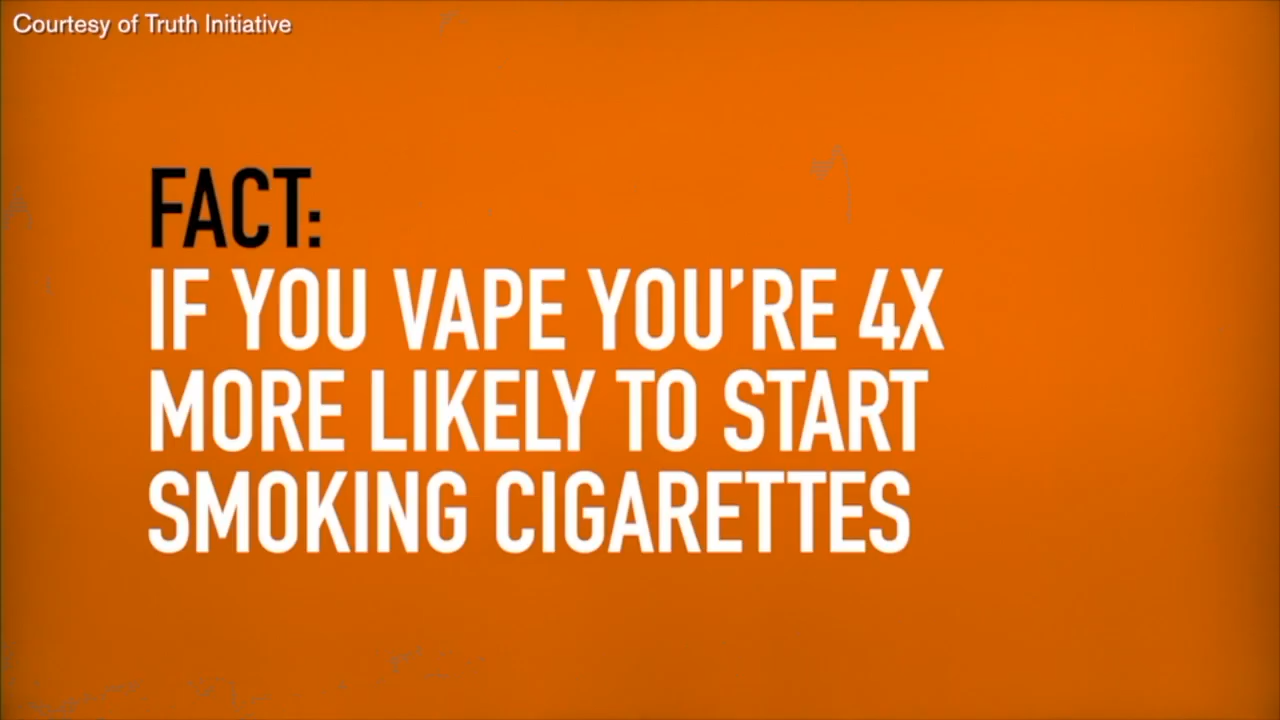 Courtesy of Truth Initiative
FACT:
IF YOU VAPE YOU'RE 4X
MORE LIKELY TO START
SMOKING CIGARETTES